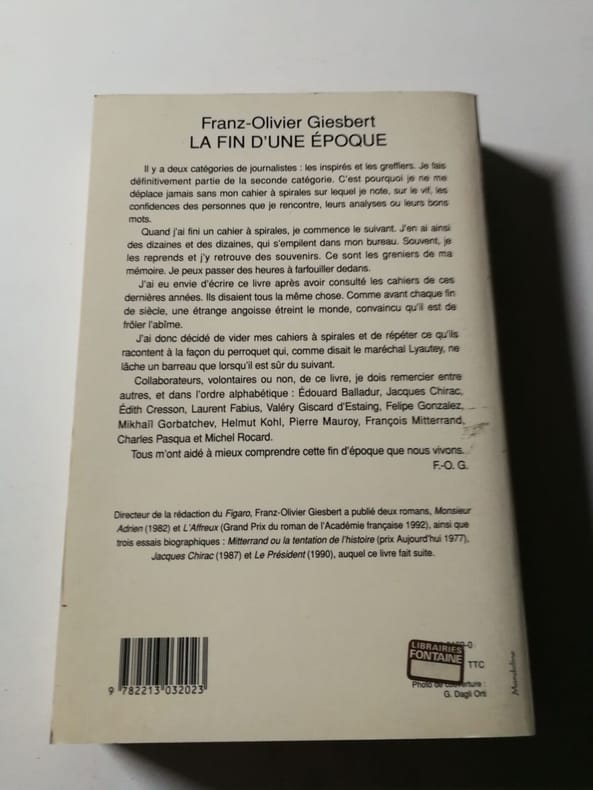 Franz-Olivier Giesbert
LA FIN D'UNE ÉPOQUE
Il y a deux catégories de journalistes : les inspirés et les greffiers. Je fais
définitivement partie de la seconde catégorie. C'est pourquoi je ne me
déplace jamais sans mon cahier à spirales sur lequel je note, sur le vif, les
confidences des personnes que je rencontre, leurs analyses ou leurs bons
mots.
Quand j'ai fini un cahier à spirales, je commence le suivant. J'en ai ainsi
des dizaines et des dizaines, qui s'empilent dans mon bureau. Souvent, je
les reprends et j'y retrouve des souvenirs. Ce sont les greniers de ma
mémoire. Je peux passer des heures à farfouiller dedans.
J'ai eu envie d'écrire ce livre après avoir consulté les cahiers de ces
dernières années. Ils disaient tous la même chose. Comme avant chaque fin
de siècle, une étrange angoisse étreint le monde, convaincu qu'il est de
frôler l'abîme.
J'ai donc décidé de vider mes cahiers à spirales et de répéter ce qu'ils
racontent à la façon du perroquet qui, comme disait le maréchal Lyautey, ne
lâche un barreau que lorsqu'il est sûr du suivant.
Collaborateurs, volontaires ou non, de ce livre, je dois remercier entre
autres, et dans l'ordre alphabétique : Édouard Balladur, Jacques Chirac,
Édith Cresson, Laurent Fabius, Valéry Giscard d'Estaing, Felipe Gonzalez,
Mikhaïl Gorbatchev, Helmut Kohl, Pierre Mauroy, François Mitterrand,
Charles Pasqua et Michel Rocard.
Tous m'ont aidé à mieux comprendre cette fin d'époque que nous vivons.
F.-O. G.
Directeur de la rédaction du Figaro, Franz-Olivier Giesbert a publié deux romans, Monsieur
Adrien (1982) et L'Affreux (Grand Prix du roman de l'Académie française 1992), ainsi que
trois essais biographiques : Mitterrand ou la tentation de l'histoire (prix Aujourd'hui 1977),
Jacques Chirac (1987) et Le Président (1990), auquel ce livre fait suite.
LIBRAIRIES
FONTAINE
TTC
Photo de couverture :
G. Dagli Orti
9 782213 032023